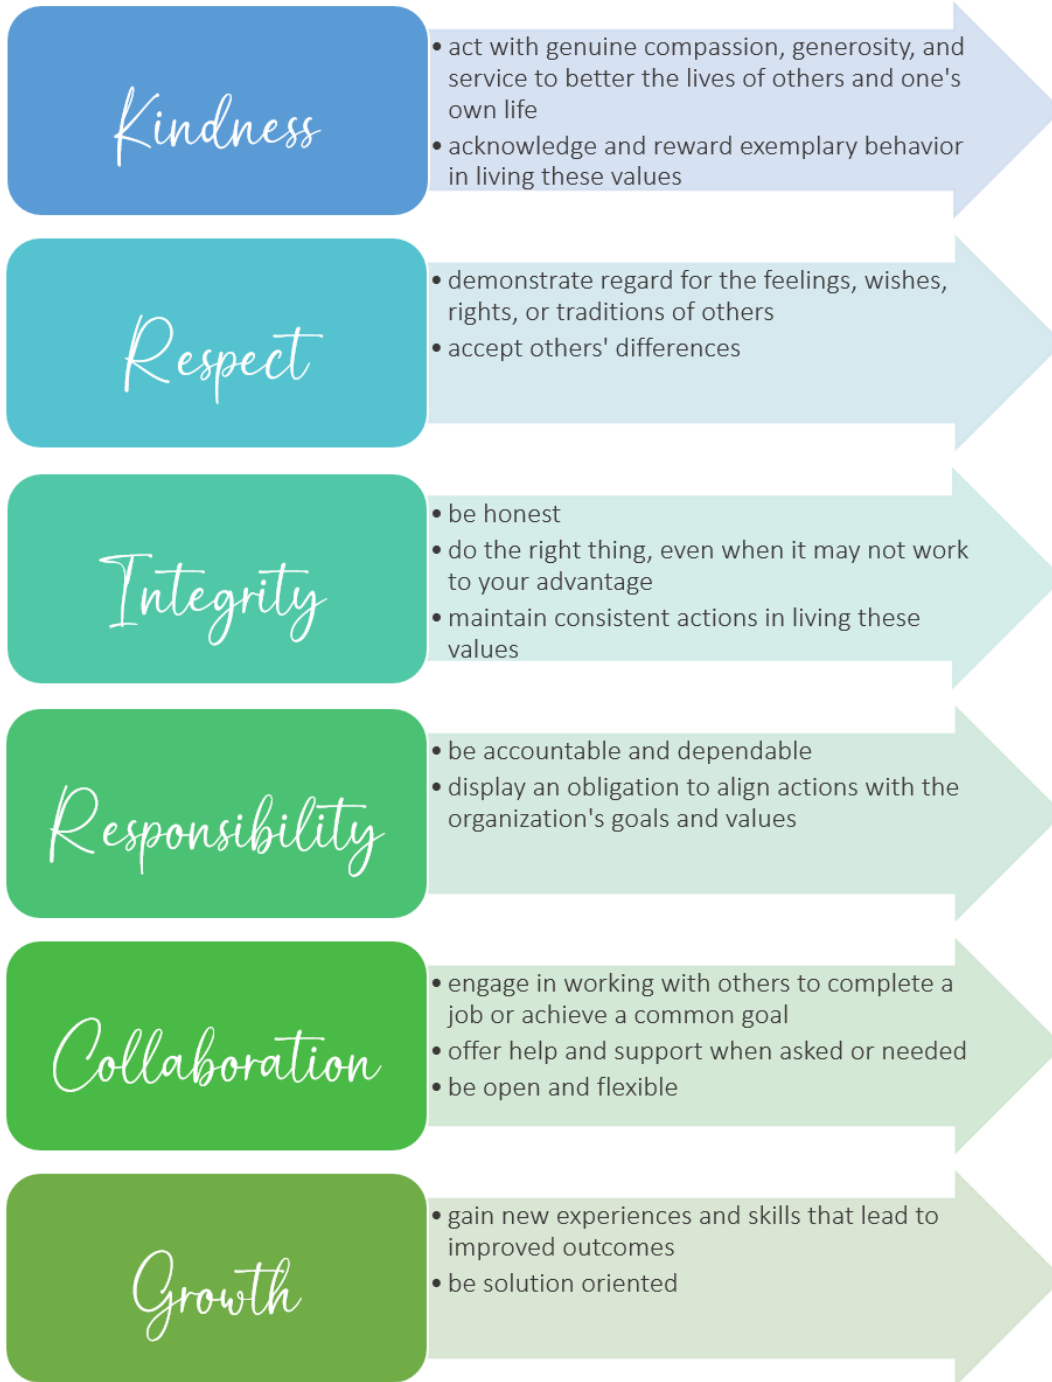 Kindness
• act with genuine compassion, generosity, and
service to better the lives of others and one's
own life
• acknowledge and reward exemplary behavior
in living these values
Respect
• demonstrate regard for the feelings, wishes,
rights, or traditions of others
• accept others' differences
Integrity
• be honest
• do the right thing, even when it may not work
to your advantage
• maintain consistent actions in living these
values
Responsibility
• be accountable and dependable
• display an obligation to align actions with the
organization's goals and values
Collaboration
• engage in working with others to complete a
job or achieve a common goal
• offer help and support when asked or needed
• be open and flexible
Growth
• gain new experiences and skills that lead to
improved outcomes
• be solution oriented